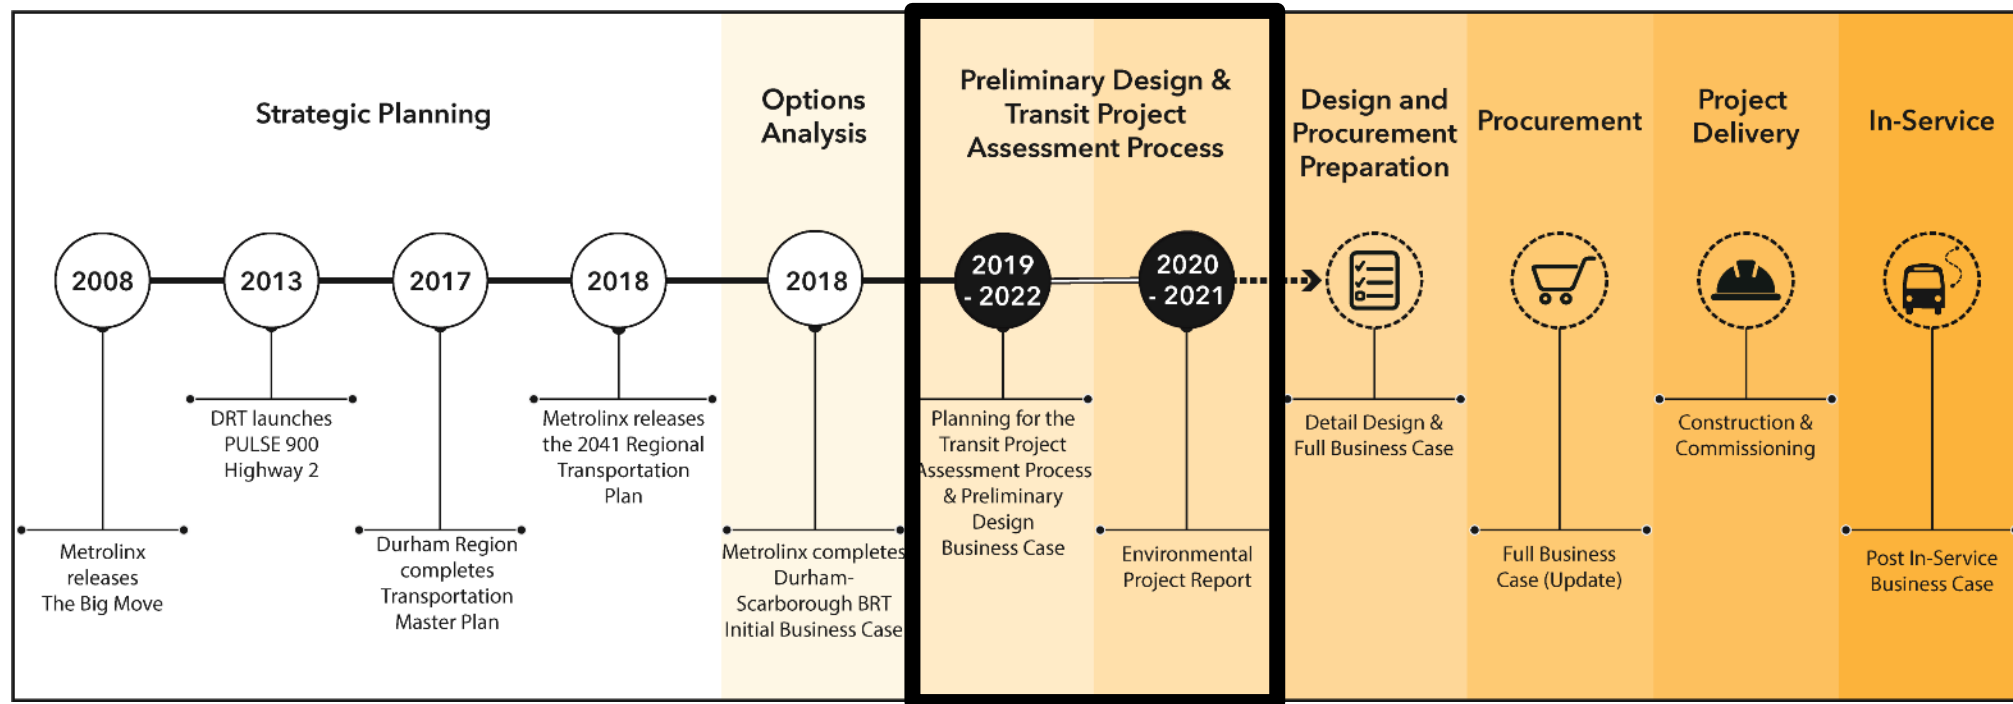 Strategic Planning
Options
Analysis
Preliminary Design &
Transit Project
Assessment Process
Design and
Procurement
Preparation
Procurement
Project
Delivery
In-Service
2008
2013
2017
2018
2018
2019
- 2022
2020
- 2021
Metrolinx
releases
The Big Move
DRT launches
PULSE 900
Highway 2
Durham Region
completes
Transportation
Master Plan
Metrolinx releases
the 2041 Regional
Transportation
Plan
Metrolinx completes
Durham-
Scarborough BRT
Initial Business Case
Planning for the
Transit Project
Assessment Process
& Preliminary
Design
Business Case
Environmental
Project Report
Detail Design &
Full Business Case
Full Business
Case (Update)
Construction &
Commissioning
Post In-Service
Business Case